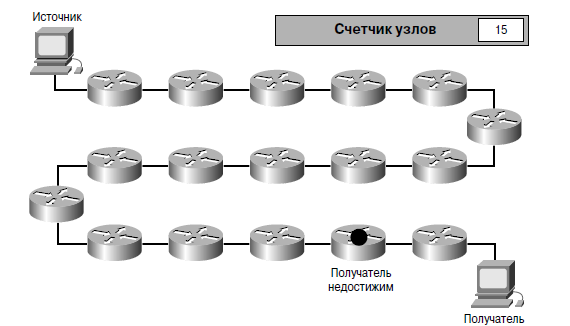 Источник
Счетчик узлов
15
Получатель
недостижим
Получатель